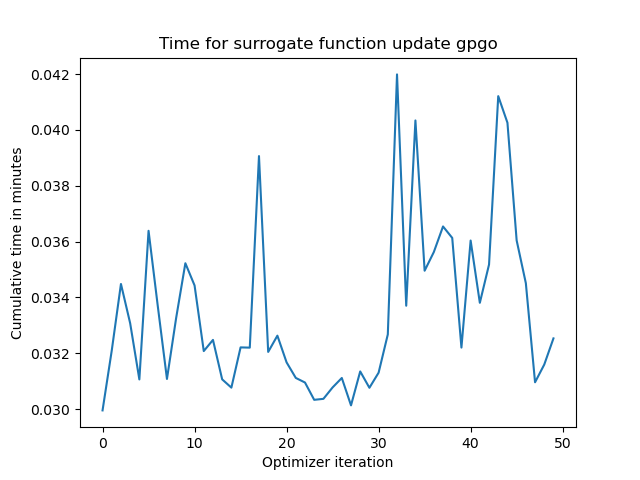 Time for surrogate function update gpgo
Cumulative time in minutes
0.042
0.040
0.038
0.036
0.034
0.032
0.030
0 10 20 30 40 50
Optimizer iteration